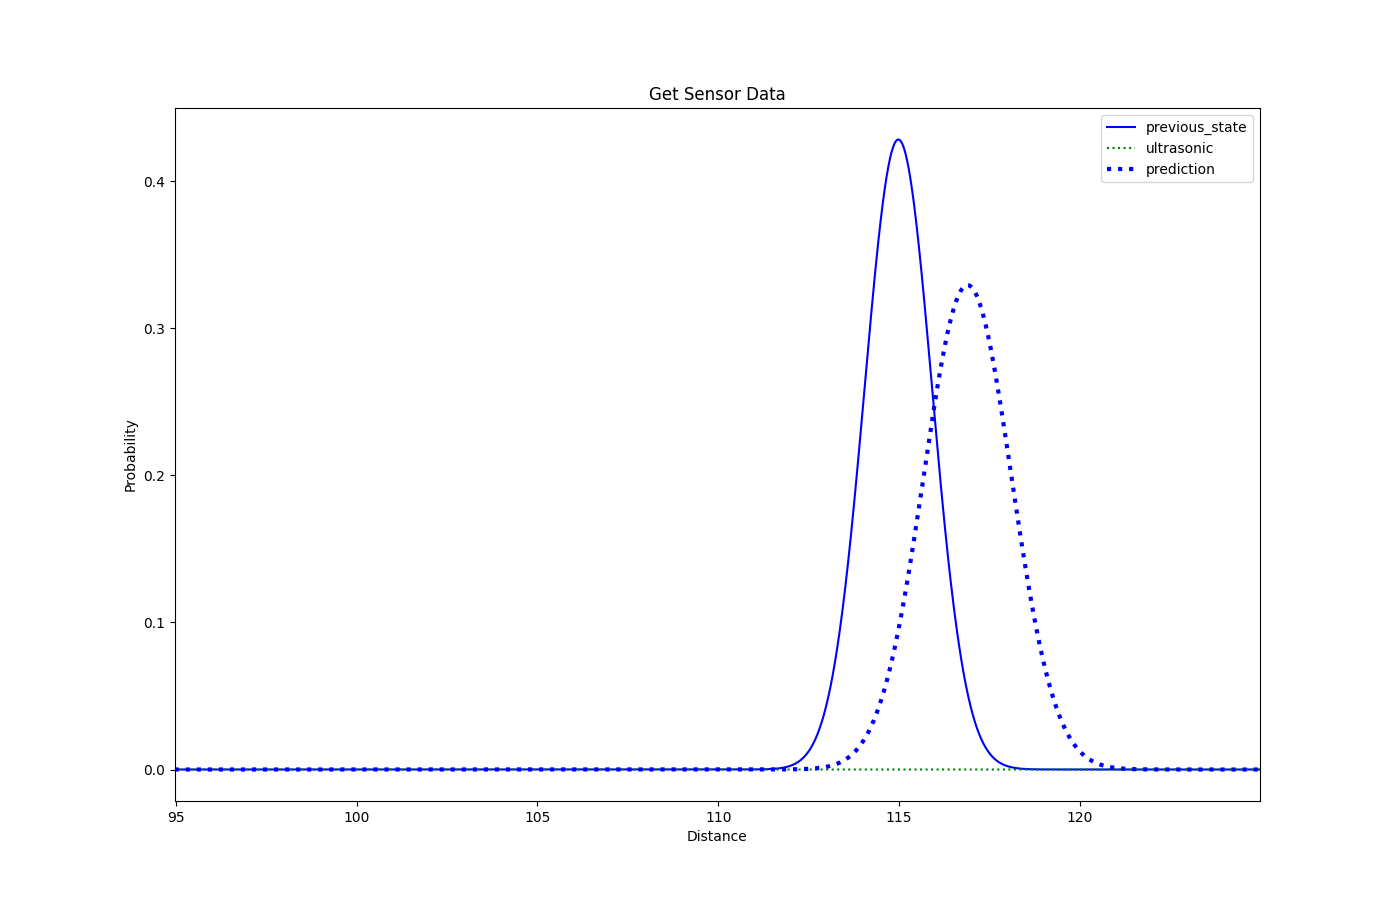 Get Sensor Data
previous_state
ultrasonic
prediction
0.4
0.3
0.2
0.1
0.0
Probability
95
100
105
110
115
120
Distance